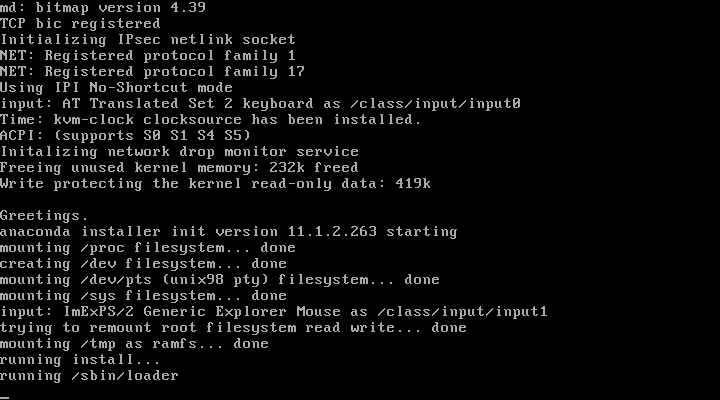 md: bitmap version 4.39
TCP bic registered
Initializing IPsec netlink socket
NET: Registered protocol family 1
NET: Registered protocol family 17
Using IPI No-Shortcut mode
input: AT Translated Set 2 keyboard as /class/input/input0
Time: kvm-clock clocksource has been installed.
ACPI: (supports S0 S1 S4 S5)
Initalizing network drop monitor service
Freeing unused kernel memory: 232k freed
Write protecting the kernel read-only data: 419k
Greetings.
anaconda installer init version 11.1.2.263 starting
mounting /proc filesystem... done
creating /dev filesystem... done
mounting /dev/pts (unix98 pty) filesystem... done
mounting /sys filesystem... done
input: ImExPS/2 Generic Explorer Mouse as /class/input/input1
trying to remount root filesystem read write... done
mounting /tmp as ramfs... done
running install...
running /sbin/loader